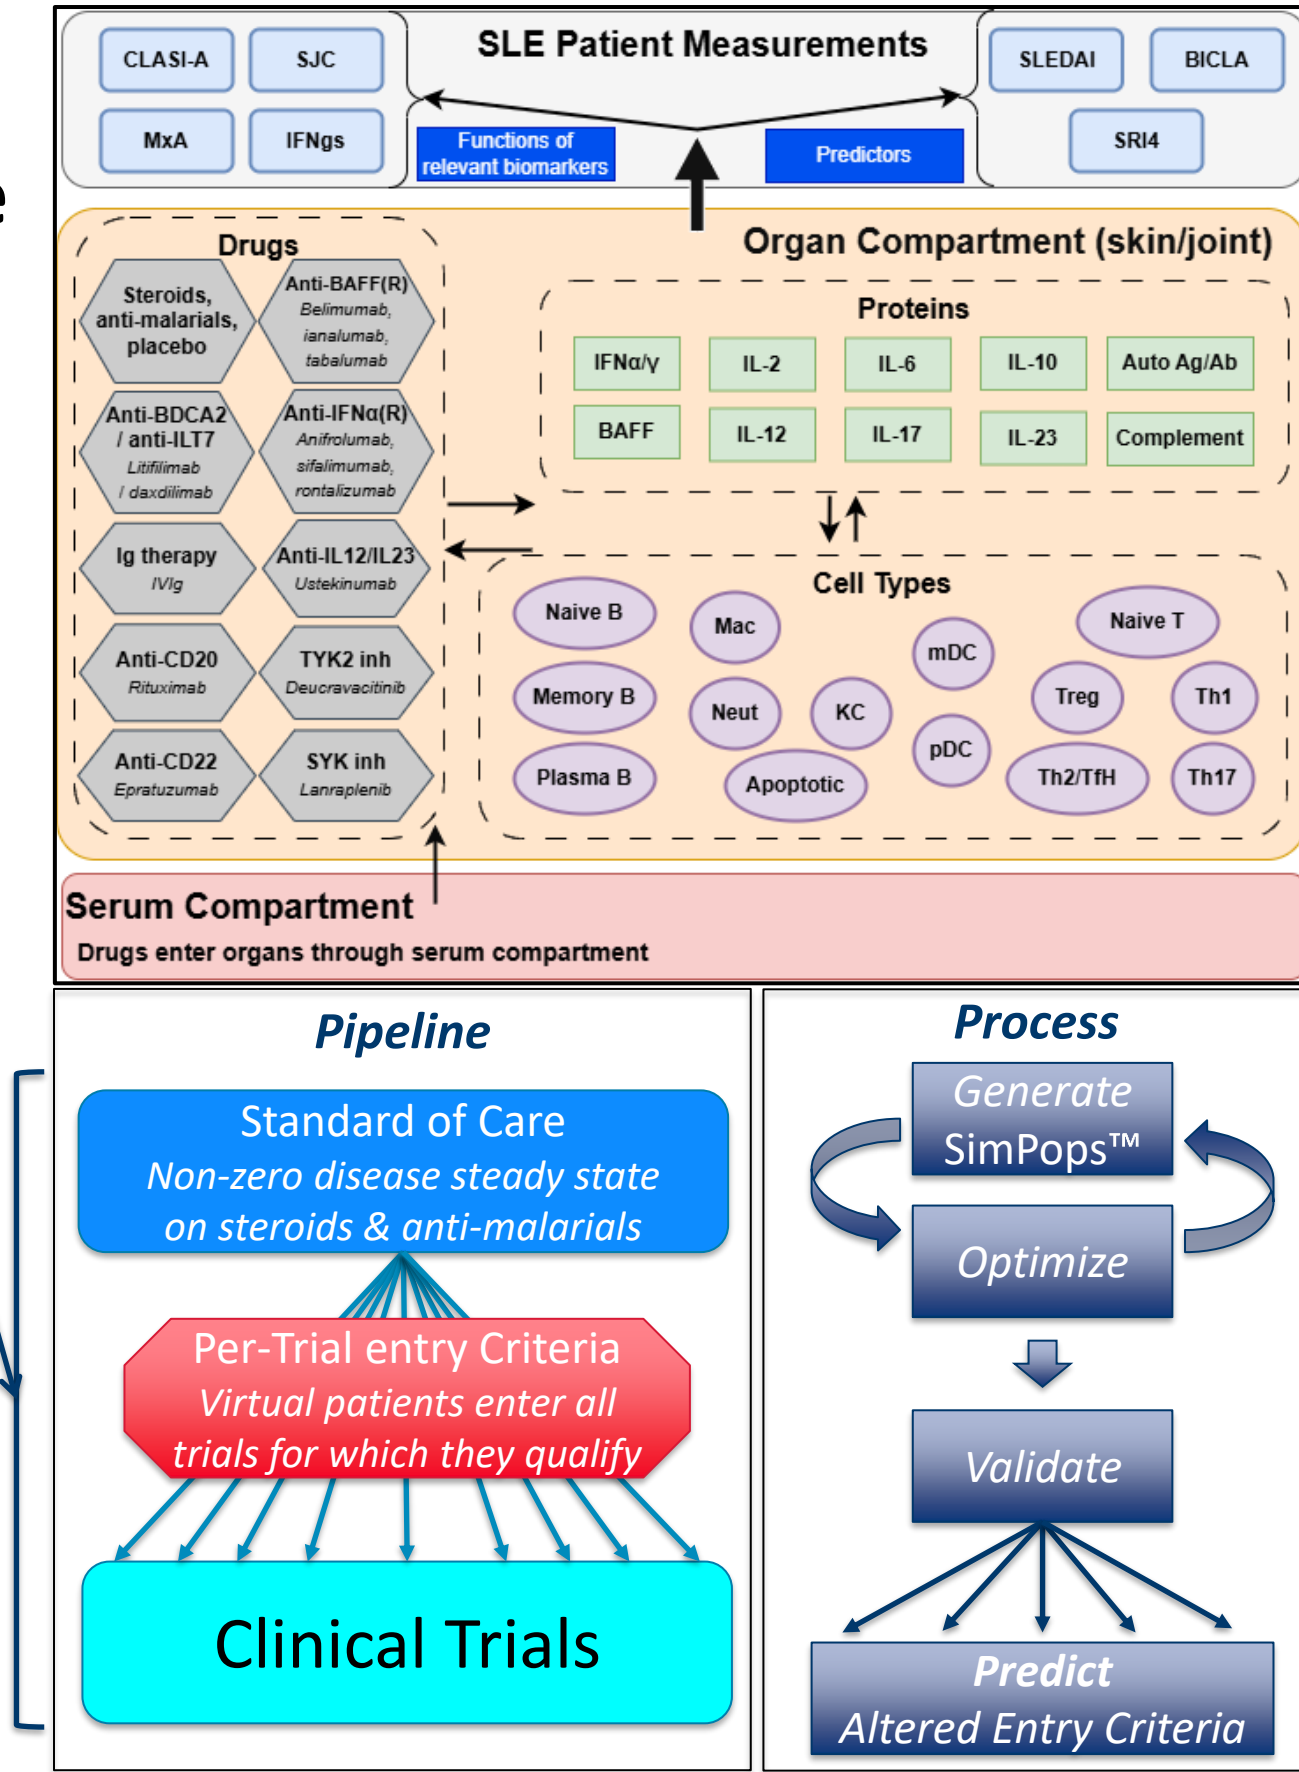 SLE Patient Measurements
CLASI-A
SJC
MxA
IFNgs
Functions of
relevant biomarkers
Predictors
SLEDAI
BICLA
SRI4
e
Organ Compartment (skin/joint)
Drugs
Steroids,
anti-malarials,
placebo
Anti-BAFF(R)
Belimumab,
ianalumab,
tabalumab
Anti-BDCA2
/ anti-ILT7
Litifilimab
/ daxdilimab
Anti-IFNα(R)
Anifrolumab,
sifalimumab,
rontalizumab
Ig therapy
IVIg
Anti-IL12/IL23
Ustekinumab
Anti-CD20
Rituximab
TYK2 inh
Deucravacitinib
Anti-CD22
Epratuzumab
SYK inh
Lanraplenib
Proteins
IFNα/γ
IL-2
IL-6
IL-10
Auto Ag/Ab
BAFF
IL-12
IL-17
IL-23
Complement
Cell Types
Naive B
Mac
mDC
Naive T
Memory B
Neut
KC
Treg
Th1
Plasma B
Apoptotic
pDC
Th2/TfH
Th17
Serum Compartment
Drugs enter organs through serum compartment
Pipeline
Standard of Care
Non-zero disease steady state
on steroids & anti-malarials
Per-Trial entry Criteria
Virtual patients enter all
trials for which they qualify
Clinical Trials
Process
Generate
SimPops™
Optimize
Validate
Predict
Altered Entry Criteria